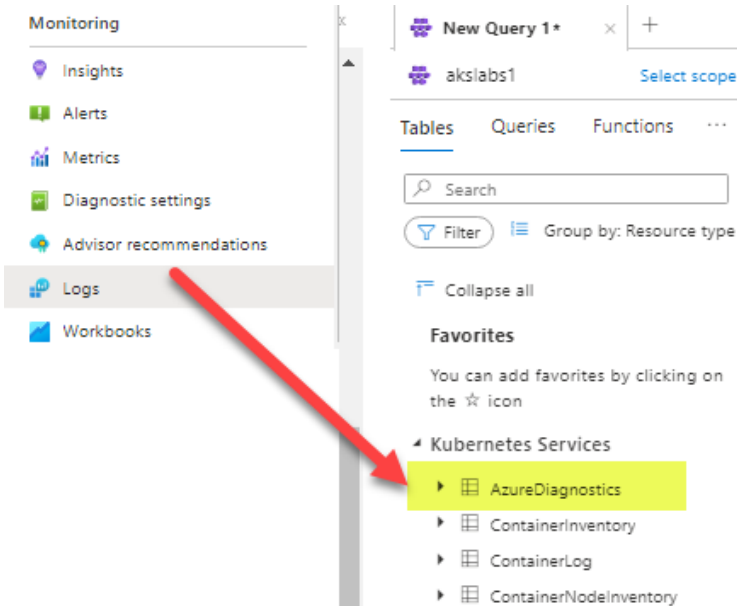 Monitoring
Insights
Alerts
Metrics
Diagnostic settings
Advisor recommendations
Logs
Workbooks
New Query 1*
akslabs1
Select scope
Tables Queries Functions ...
Search
Filter Group by: Resource type
Collapse all
Favorites
You can add favorites by clicking on
the ☆ icon
Kubernetes Services
AzureDiagnostics
ContainerInventory
ContainerLog
ContainerNodeInventory